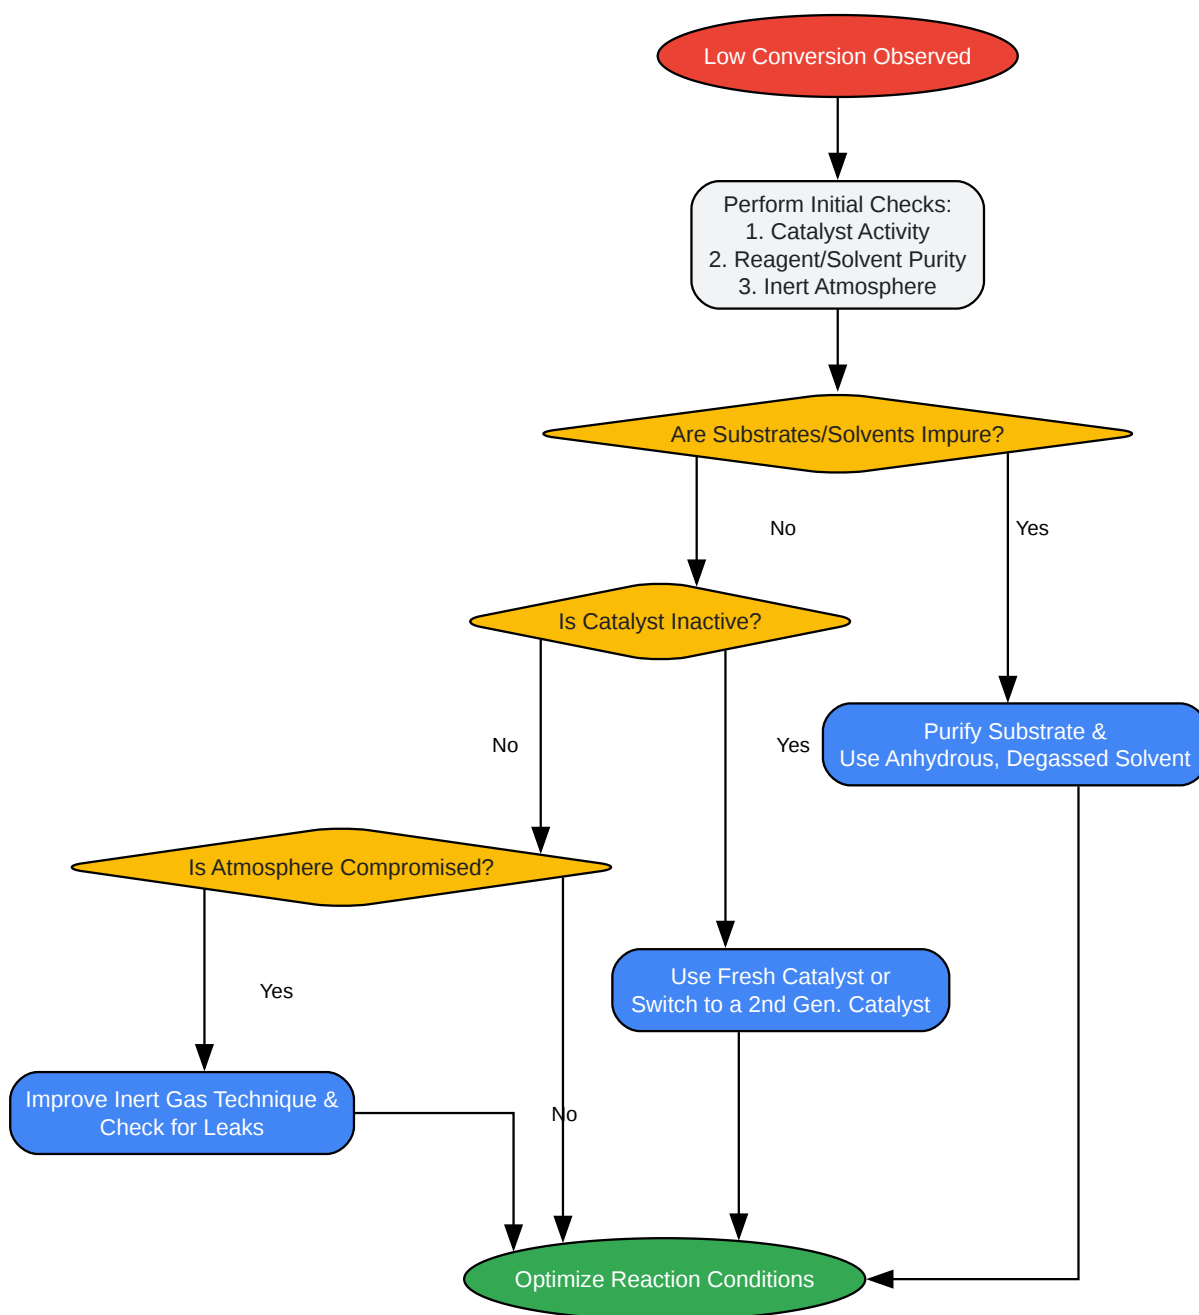 Low Conversion Observed
Perform Initial Checks:
1. Catalyst Activity
2. Reagent/Solvent Purity
3. Inert Atmosphere
Are Substrates/Solvents Impure?
No
Yes
Is Catalyst Inactive?
No
Yes
Purify Substrate &
Use Anhydrous, Degassed Solvent
Is Atmosphere Compromised?
Yes
Use Fresh Catalyst or
Switch to a 2nd Gen. Catalyst
Improve Inert Gas Technique &
Check for Leaks
No
Optimize Reaction Conditions